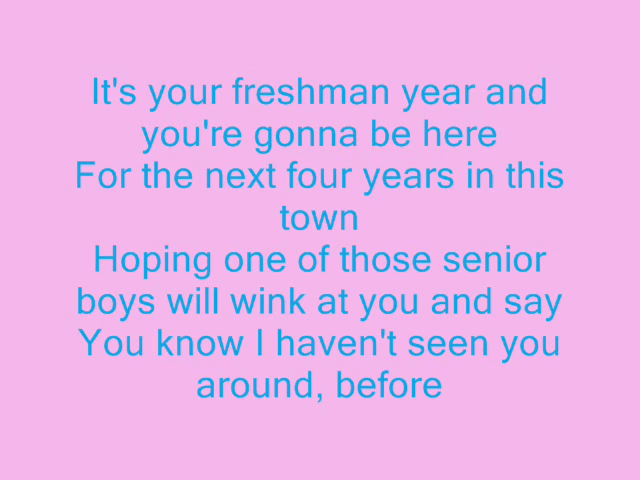 It's your freshman year and
you're gonna be here
For the next four years in this
town
Hoping one of those senior
boys will wink at you and say
You know I haven't seen you
around, before